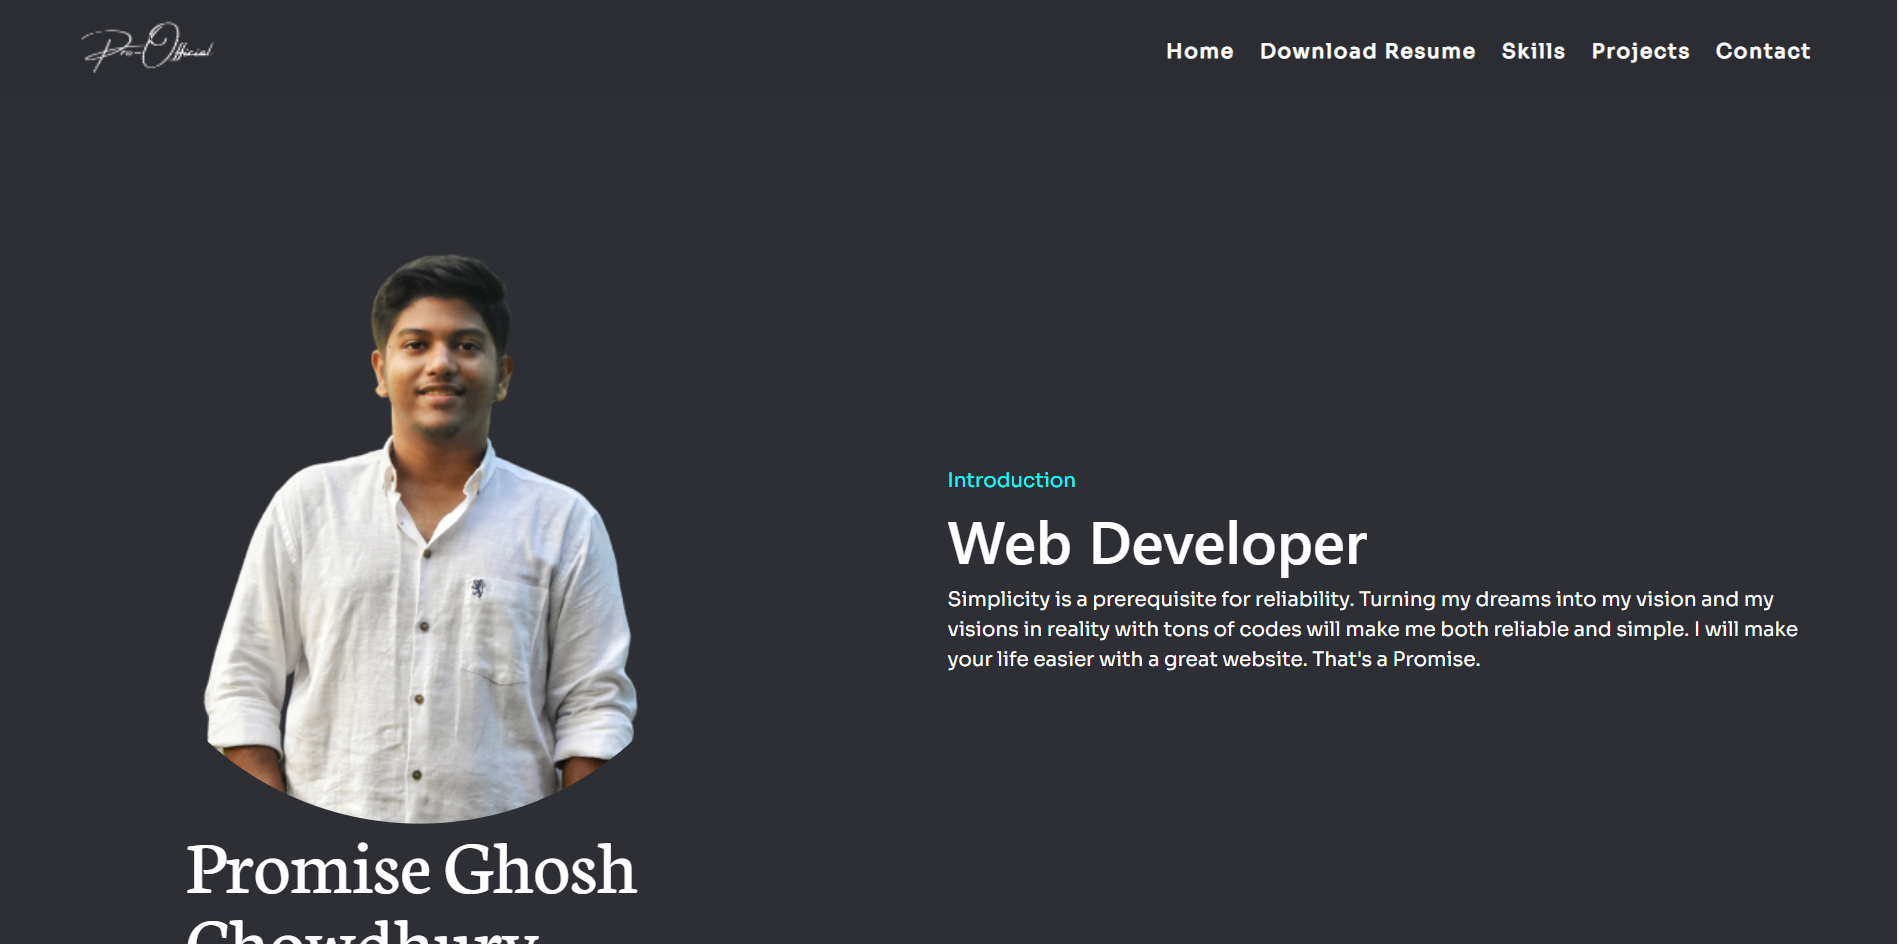 Pro-Official
Home Download Resume Skills Projects Contact
Introduction
Web Developer
Simplicity is a prerequisite for reliability. Turning my dreams into my vision and my
visions in reality with tons of codes will make me both reliable and simple. I will make
your life easier with a great website. That's a Promise.
Promise Ghosh
Chowdhury